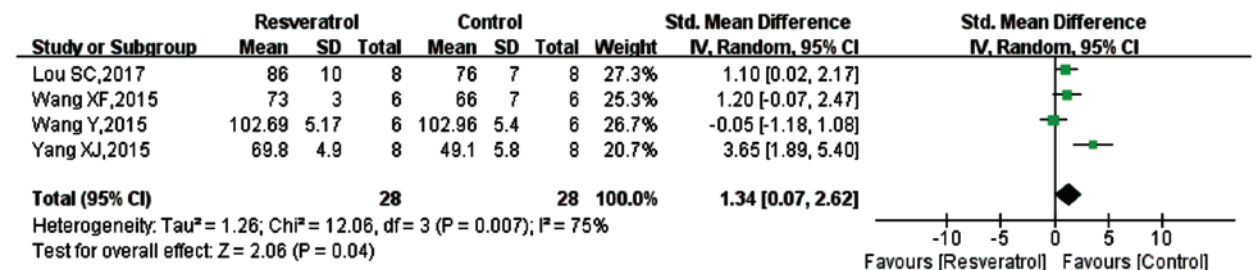 Resveratrol Control Std. Mean Difference Std. Mean Difference
Study or Subgroup Mean SD Total Mean SD Total Weight IV, Random, 95% CI IV, Random, 95% CI
Lou SC,2017 86 10 8 76 7 8 27.3% 1.10 [0.02, 2.17]
Wang XF,2015 73 3 6 66 7 6 25.3% 1.20 [-0.07, 2.47]
Wang Y,2015 102.69 5.17 6 102.96 5.4 6 26.7% -0.05 [-1.18, 1.08]
Yang XJ,2015 69.8 4.9 8 49.1 5.8 8 20.7% 3.65 [1.89, 5.40]
Total (95% CI) 28 28 100.0% 1.34 [0.07, 2.62]
Heterogeneity: Tau² = 1.26; Chi² = 12.06, df = 3 (P = 0.007); I² = 75%
Test for overall effect: Z = 2.06 (P = 0.04)
-10 -5 0 5 10
Favours [Resveratrol] Favours [Control]